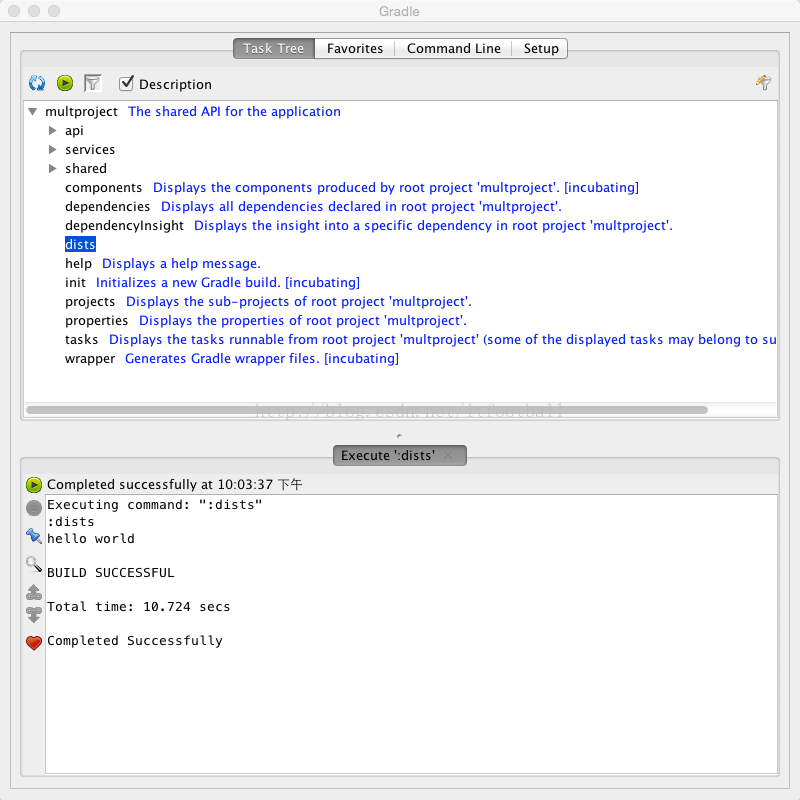 Gradle
Task Tree Favorites Command Line Setup
Description
multproject The shared API for the application
api
services
shared
components Displays the components produced by root project 'multproject'. [incubating]
dependencies Displays all dependencies declared in root project 'multproject'.
dependencyInsight Displays the insight into a specific dependency in root project 'multproject'.
dists
help Displays a help message.
init Initializes a new Gradle build. [incubating]
projects Displays the sub-projects of root project 'multproject'.
properties Displays the properties of root project 'multproject'.
tasks Displays the tasks runnable from root project 'multproject' (some of the displayed tasks may belong to su
wrapper Generates Gradle wrapper files. [incubating]
http://blog.csdn.net/itfootball
Execute ':dists'
Completed successfully at 10:03:37 下午
Executing command: ":dists"
:dists
hello world
BUILD SUCCESSFUL
Total time: 10.724 secs
Completed Successfully